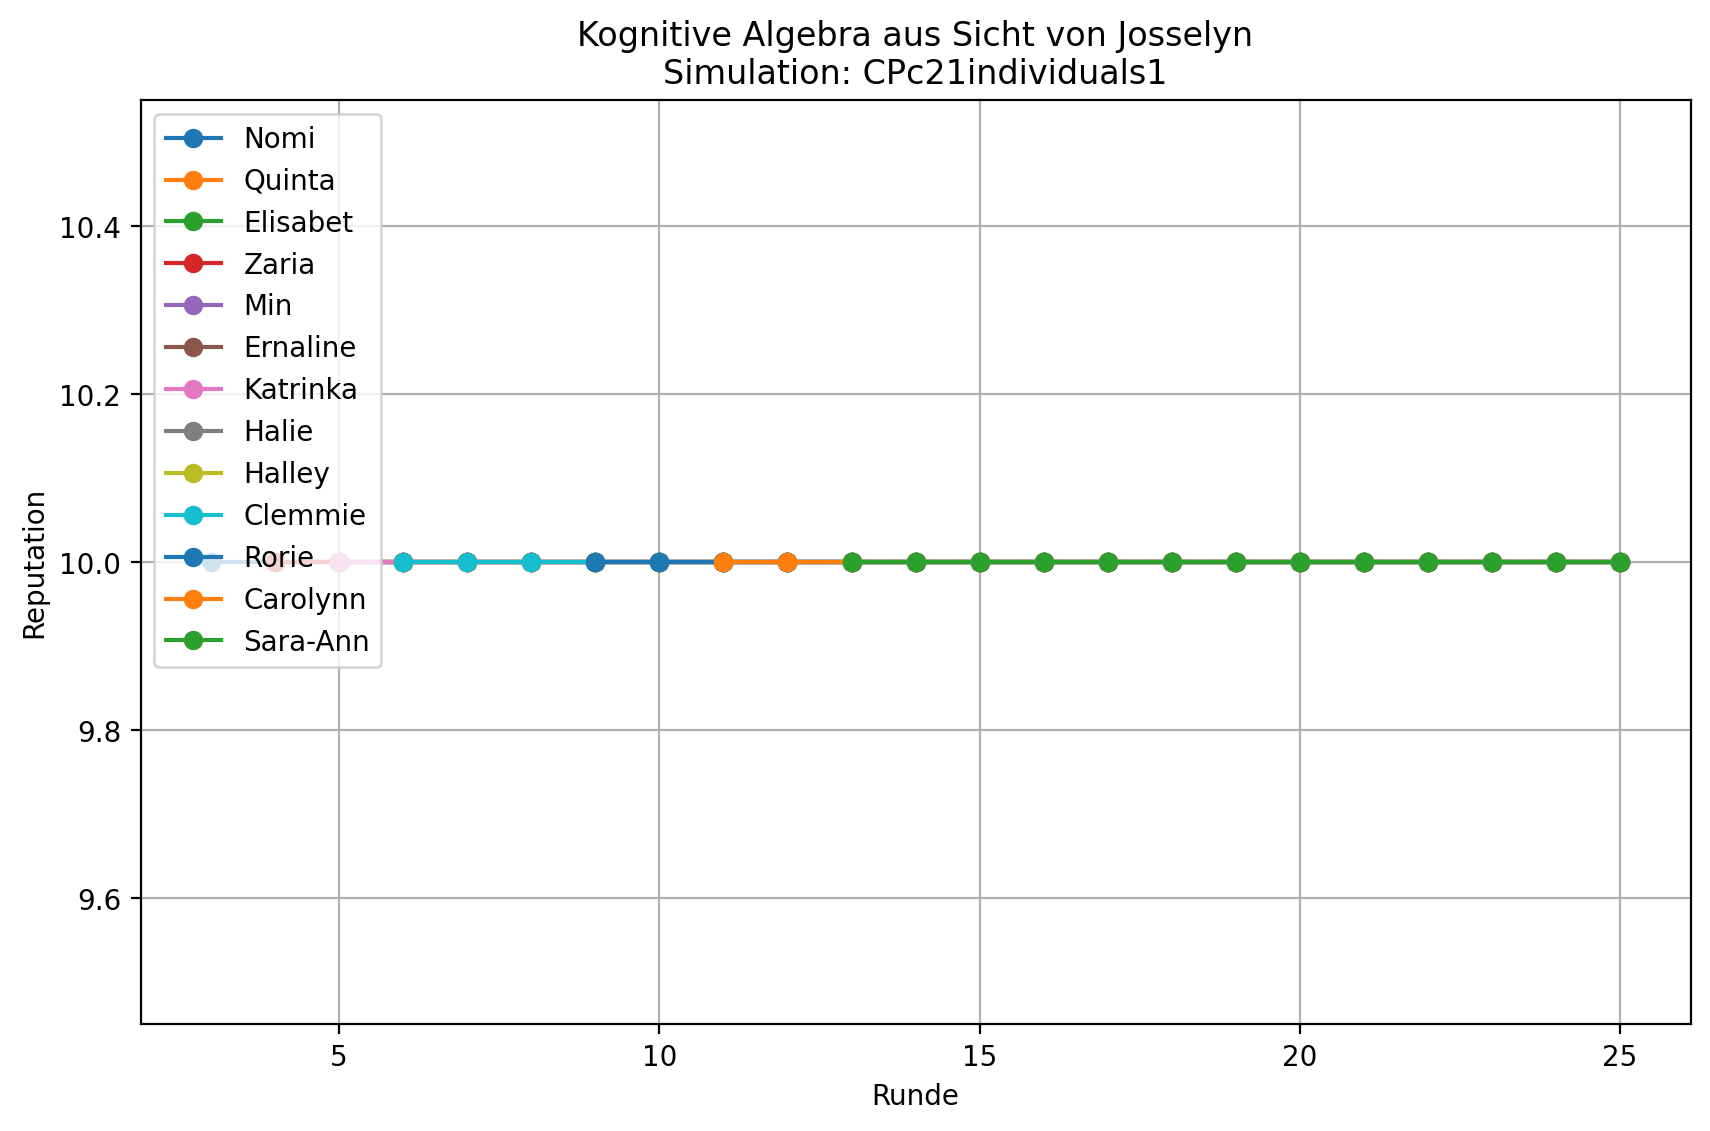 Kognitive Algebra aus Sicht von Josselyn
Simulation: CPc21individuals1
Nomi
Quinta
Elisabet
Zaria
Min
Ernaline
Katrinka
Halie
Halley
Clemmie
Rorie
Carolynn
Sara-Ann
Reputation
10.4
10.2
10.0
9.8
9.6
5
10
15
20
25
Runde